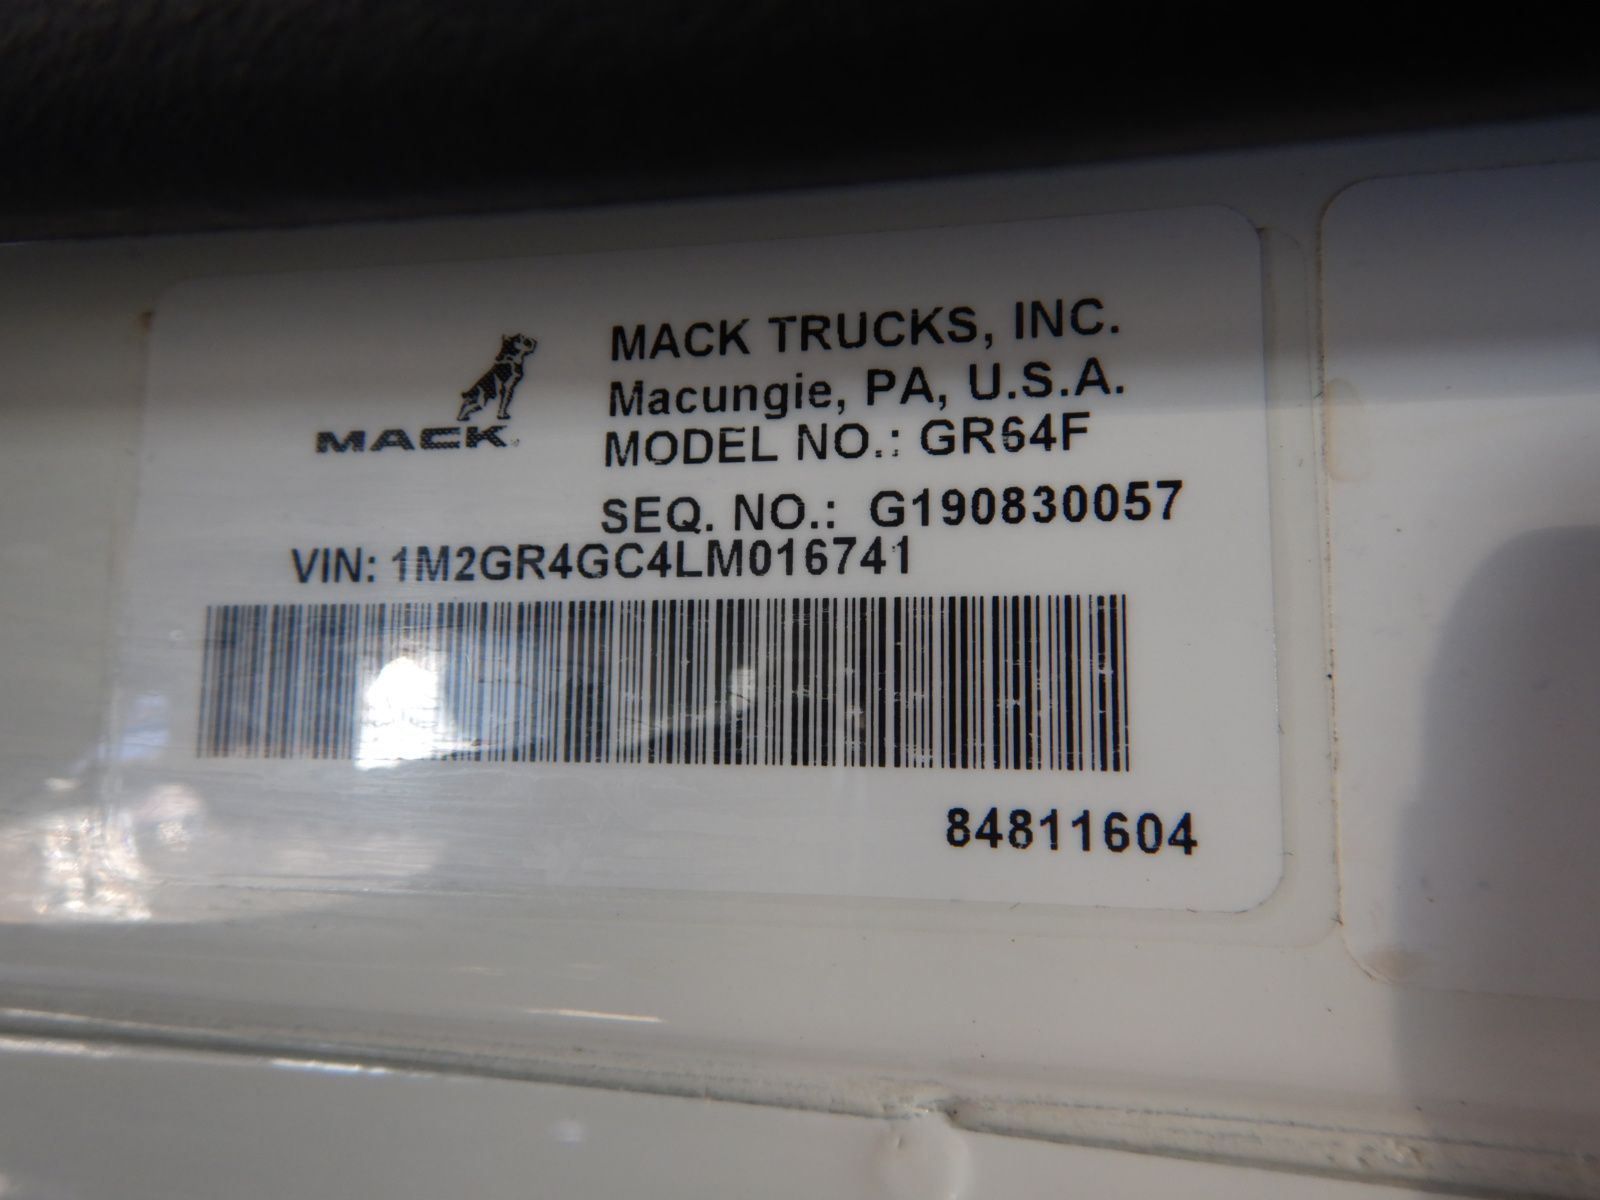 MACK TRUCKS, INC.
Macungie, PA, U.S.A.
MACK
MODEL NO.: GR64F
SEQ. NO.: G190830057
VIN: 1M2GR4GC4LM016741
84811604